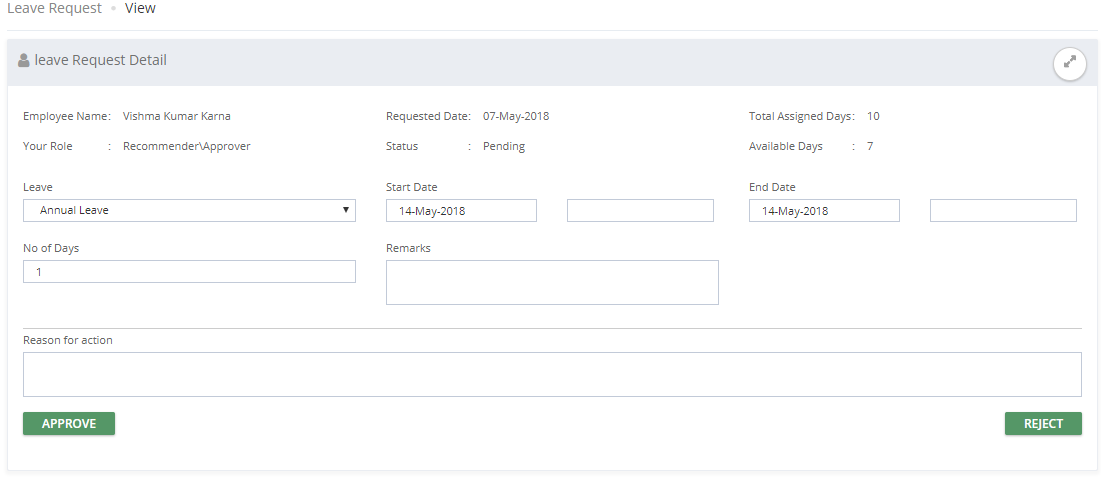 Leave Request • View
leave Request Detail
Employee Name: Vishma Kumar Karna Requested Date: 07-May-2018 Total Assigned Days: 10
Your Role : Recommender\Approver Status : Pending Available Days : 7
Leave Start Date End Date
Annual Leave 14-May-2018 14-May-2018
No of Days Remarks
1
Reason for action
APPROVE REJECT